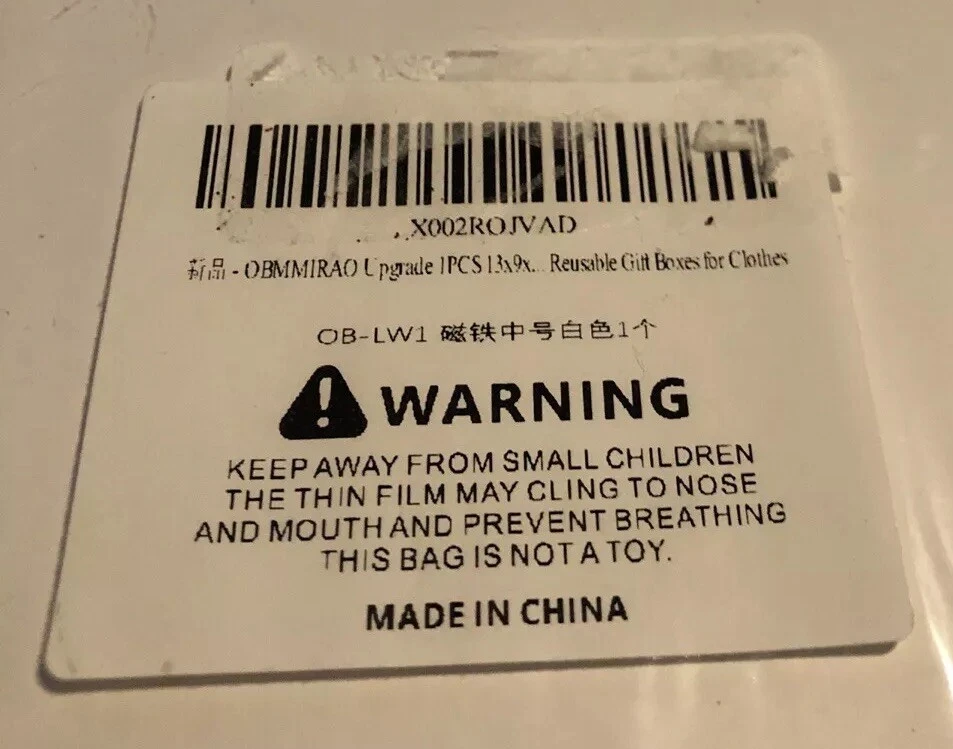 X002ROJVAD
新品 - OBMMIRAO Upgrade 1PCS 13x9x... Reusable Gift Boxes for Clothes
OB-LW1 磁铁中号白色1个
WARNING
KEEP AWAY FROM SMALL CHILDREN
THE THIN FILM MAY CLING TO NOSE
AND MOUTH AND PREVENT BREATHING
THIS BAG IS NOT A TOY.
MADE IN CHINA